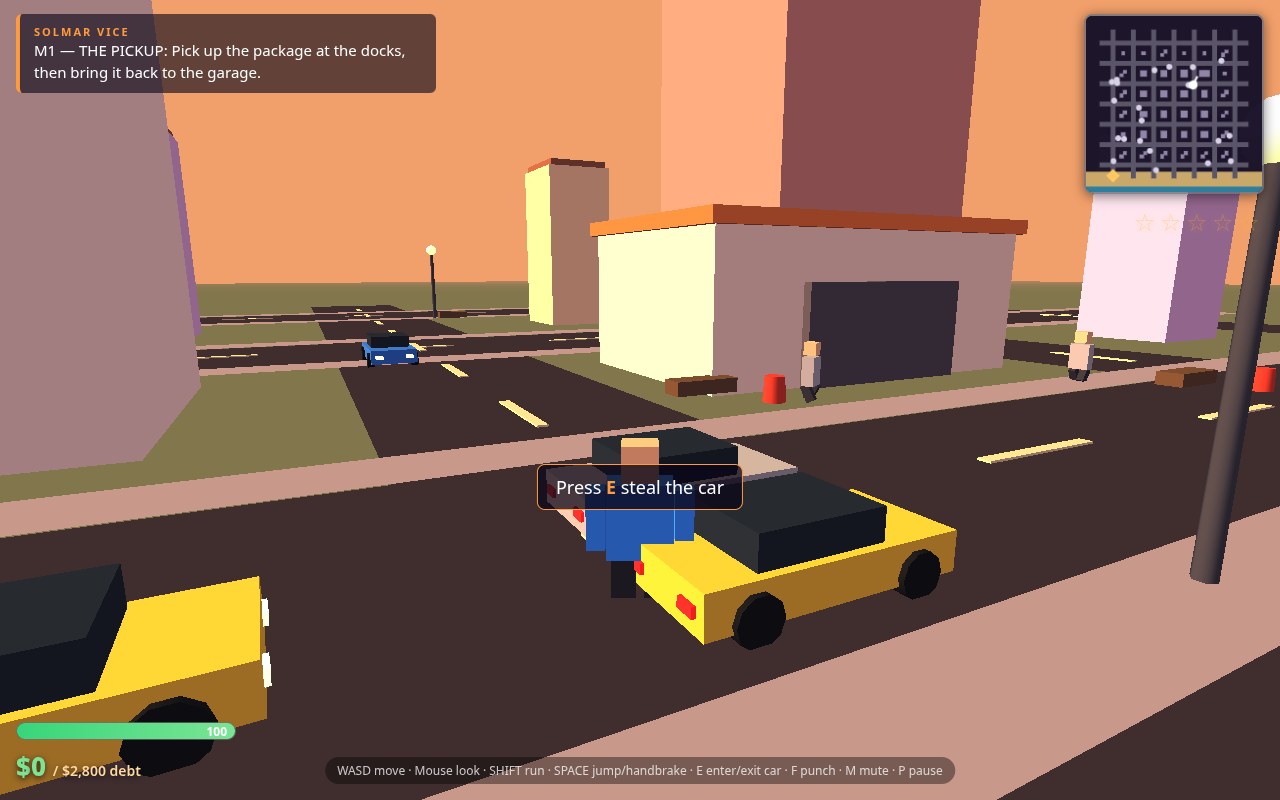 SOLMAR VICE
M1 — THE PICKUP: Pick up the package at the docks,
then bring it back to the garage.
☆ ☆ ☆ ☆
Press E steal the car
100
$0 / $2,800 debt
WASD move · Mouse look · SHIFT run · SPACE jump/handbrake · E enter/exit car · F punch · M mute · P pause